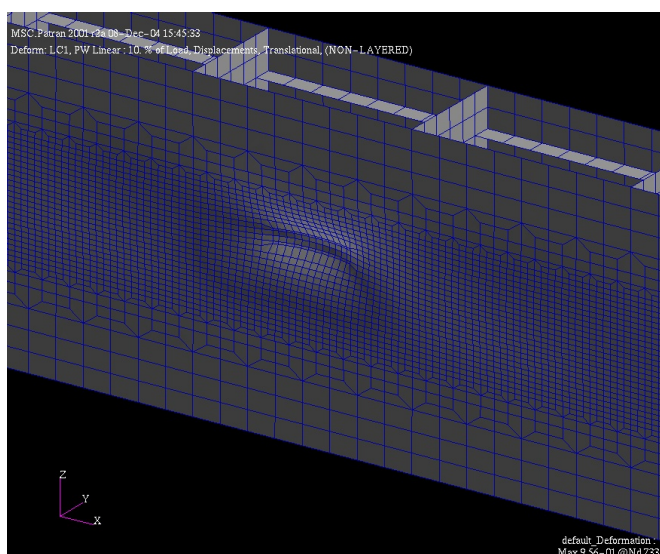 MSC.Patran 2001 r2a 08-Dec-04 15:45:33
Deform: LC1, PW Linear : 10. % of Load, Displacements, Translational, (NON-LAYERED)
Z
Y
X
default_Deformation :
Max 9.56-01 @Nd 733